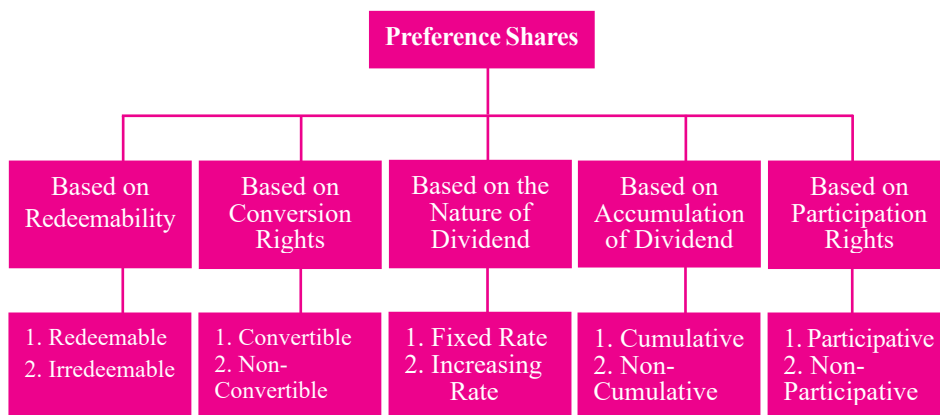 Preference Shares
Based on
Redeemability
Based on
Conversion
Rights
Based on the
Nature of
Dividend
Based on
Accumulation
of Dividend
Based on
Participation
Rights
1. Redeemable
2. Irredeemable
1. Convertible
2. Non-
Convertible
1. Fixed Rate
2. Increasing
Rate
1. Cumulative
2. Non-
Cumulative
1. Participative
2. Non-
Participative